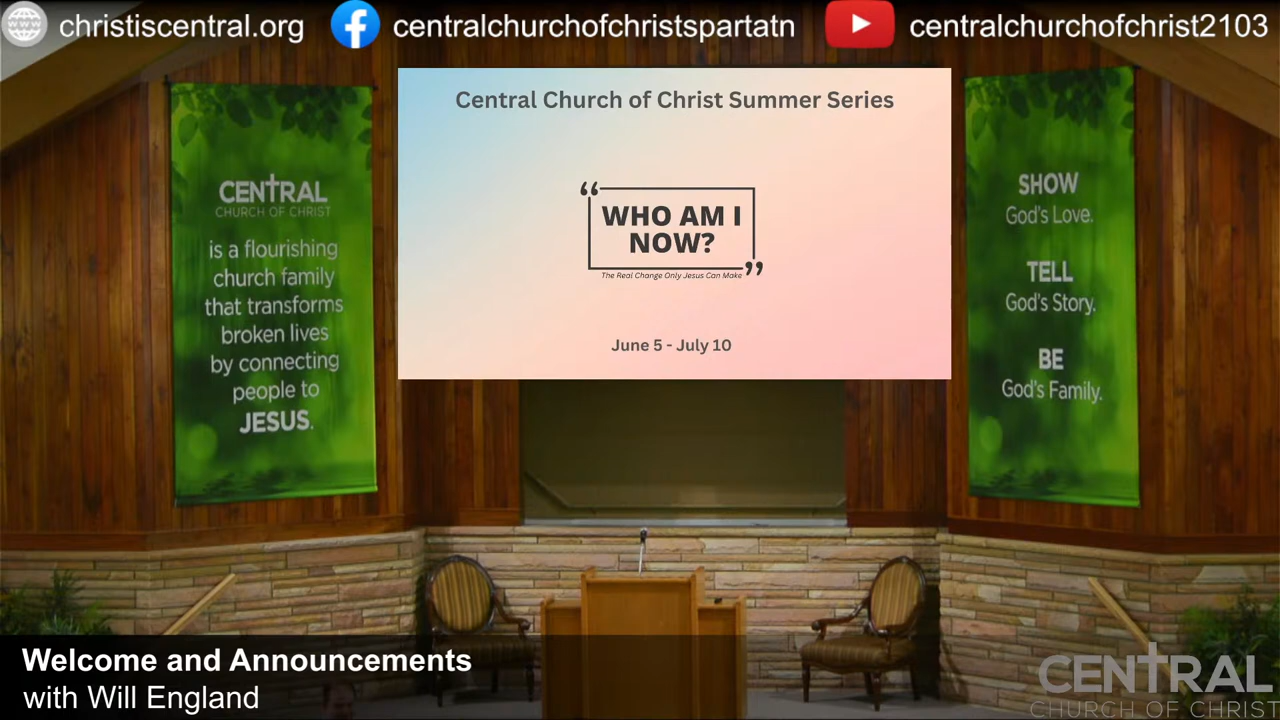 christiscentral.org centralchurchofchristspartatn centralchurchofchrist2103
Central Church of Christ Summer Series
“WHO AM I
NOW?”
The Real Change Only Jesus Can Make
June 5 - July 10
CENTRAL
CHURCH OF CHRIST
is a flourishing
church family
that transforms
broken lives
by connecting
people to
JESUS.
SHOW
God's Love.
TELL
God's Story.
BE
God's Family.
Welcome and Announcements
with Will England
CENTRAL
CHURCH OF CHRIST